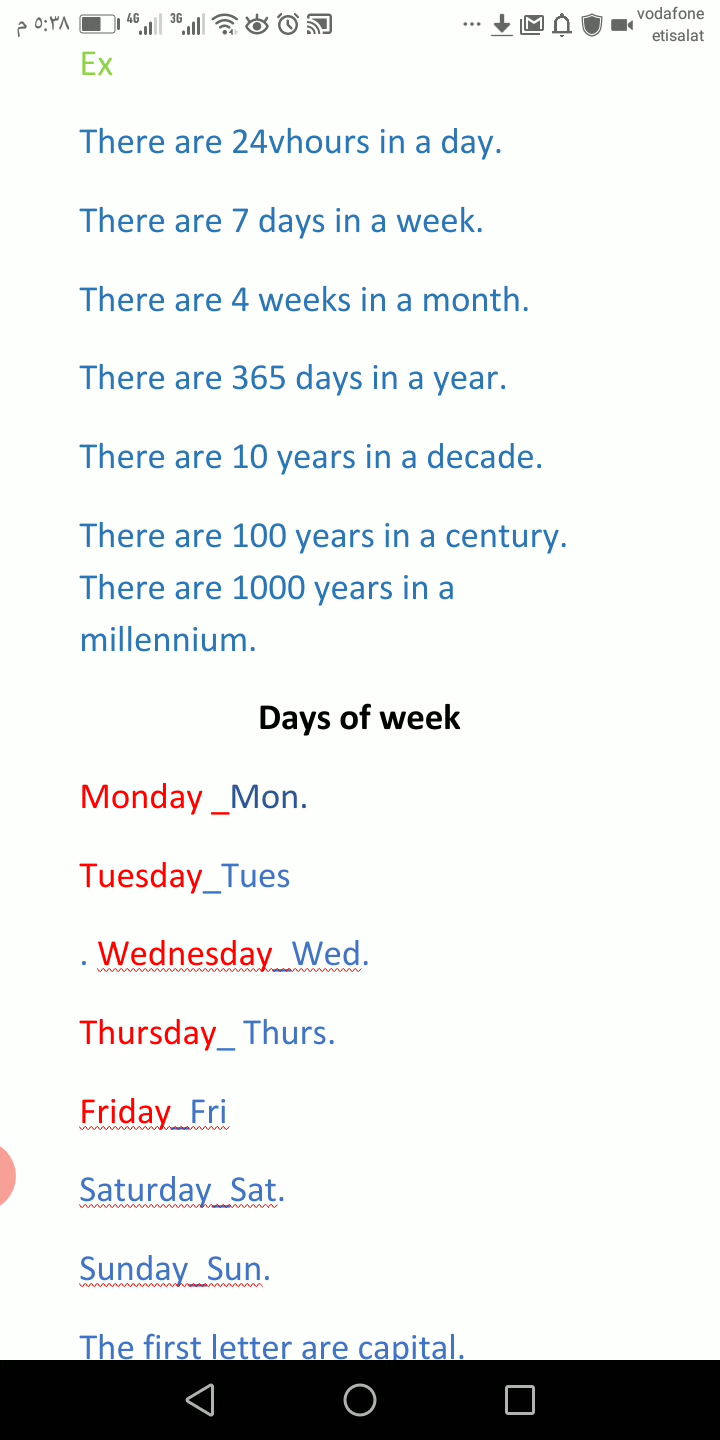 م ٥:٣٨ 4G 3G ... vodafone
etisalat
Ex
There are 24vhours in a day.
There are 7 days in a week.
There are 4 weeks in a month.
There are 365 days in a year.
There are 10 years in a decade.
There are 100 years in a century.
There are 1000 years in a
millennium.
Days of week
Monday _Mon.
Tuesday_Tues
. Wednesday_Wed.
Thursday_ Thurs.
Friday_Fri
Saturday_Sat.
Sunday_Sun.
The first letter are capital.